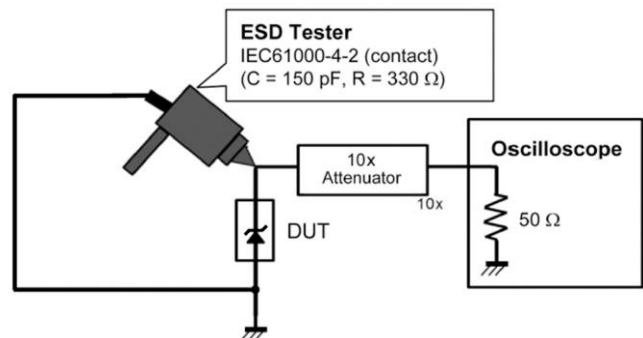 ESD Tester
IEC61000-4-2 (contact)
(C = 150 pF, R = 330 Ω)
10x
Attenuator
10x
Oscilloscope
50 Ω
DUT